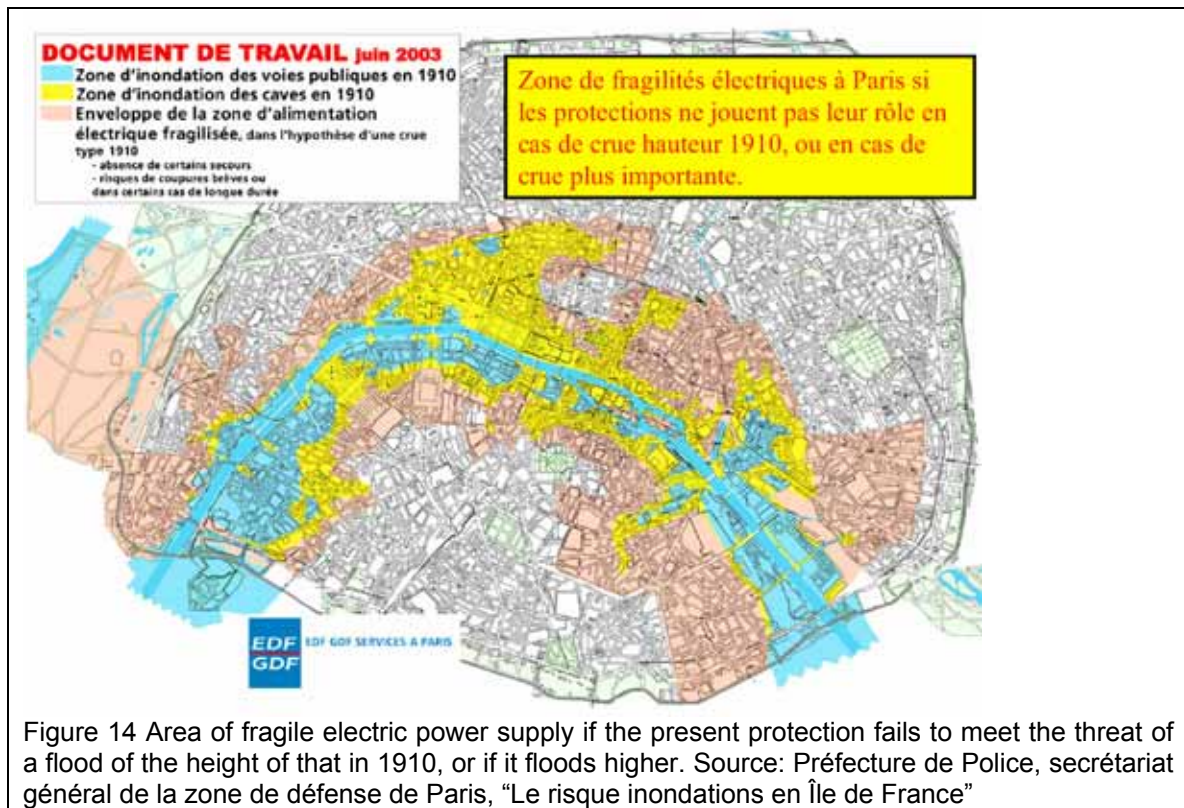 DOCUMENT DE TRAVAIL juin 2003
Zone d'inondation des voies publiques en 1910
Zone d'inondation des caves en 1910
Enveloppe de la zone d'alimentation
électrique fragilisée, dans l'hypothèse d'une crue
type 1910
- absence de certains secours
- risques de coupures brèves ou
dans certains cas de longue durée
Zone de fragilités électriques à Paris si
les protections ne jouent pas leur rôle en
cas de crue hauteur 1910, ou en cas de
crue plus importante.
EDF
GDF
EDF GDF SERVICES A PARIS
Figure 14 Area of fragile electric power supply if the present protection fails to meet the threat of
a flood of the height of that in 1910, or if it floods higher. Source: Préfecture de Police, secrétariat
général de la zone de défense de Paris, “Le risque inondations en Île de France”